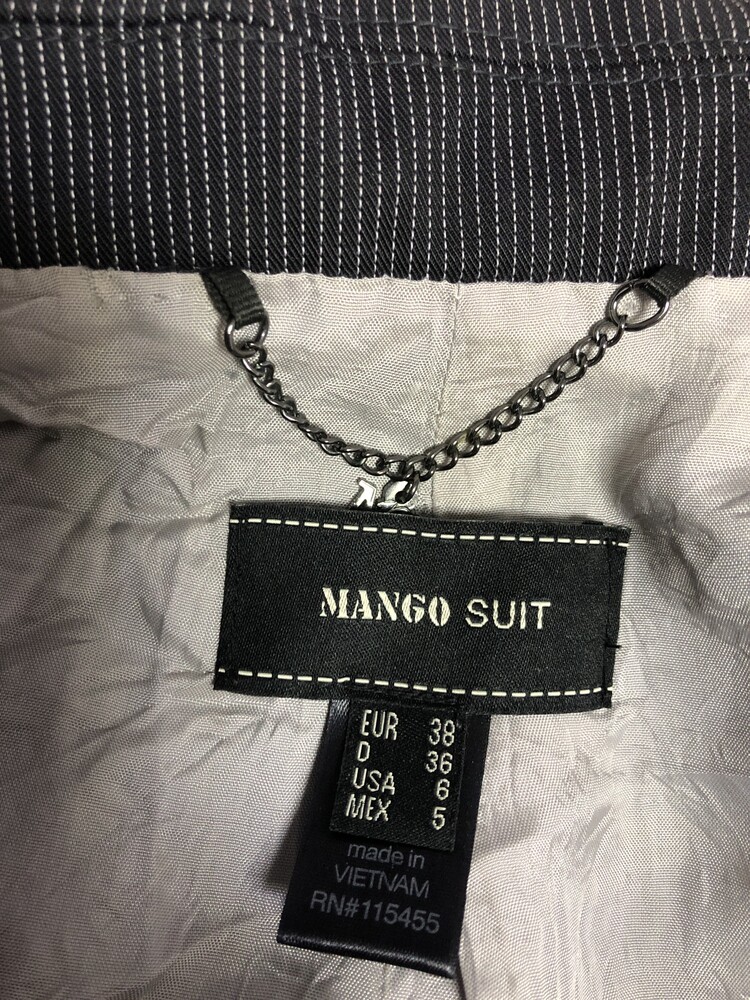 MANGO SUIT
EUR 38
D 36
USA 6
MEX 5
made in
VIETNAM
RN#115455